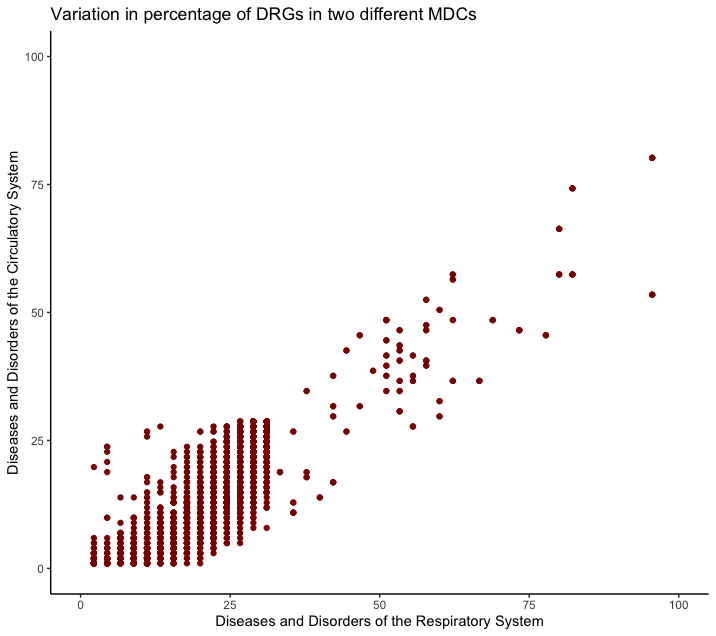 Variation in percentage of DRGs in two different MDCs
Diseases and Disorders of the Circulatory System
100
75
50
25
0
0 25 50 75 100
Diseases and Disorders of the Respiratory System